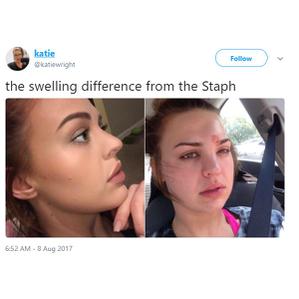 katie
@katiewright
Follow
the swelling difference from the Staph
6:52 AM - 8 Aug 2017